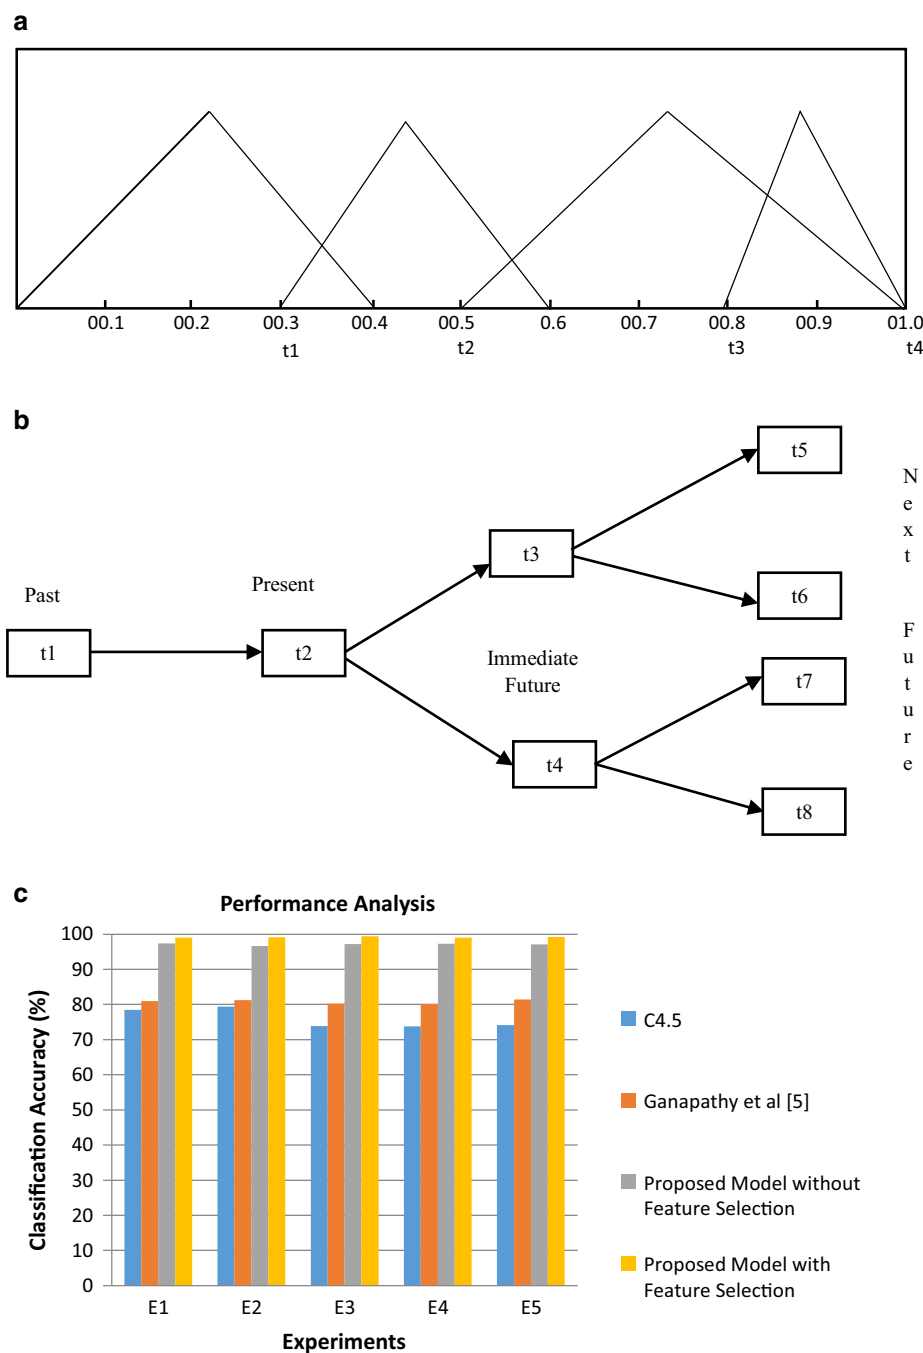 a
00.1 00.2 00.3 00.4 00.5 0.6 00.7 00.8 00.9 01.0
t1 t2 t3 t4
b
t5
Next
t3
Past
Present
t6
t1
t2
Immediate
Future
t7
Future
t4
t8
c
Performance Analysis
100
90
80
70
60
50
40
30
20
10
0
Classification Accuracy (%)
E1 E2 E3 E4 E5
Experiments
C4.5
Ganapathy et al [5]
Proposed Model without
Feature Selection
Proposed Model with
Feature Selection